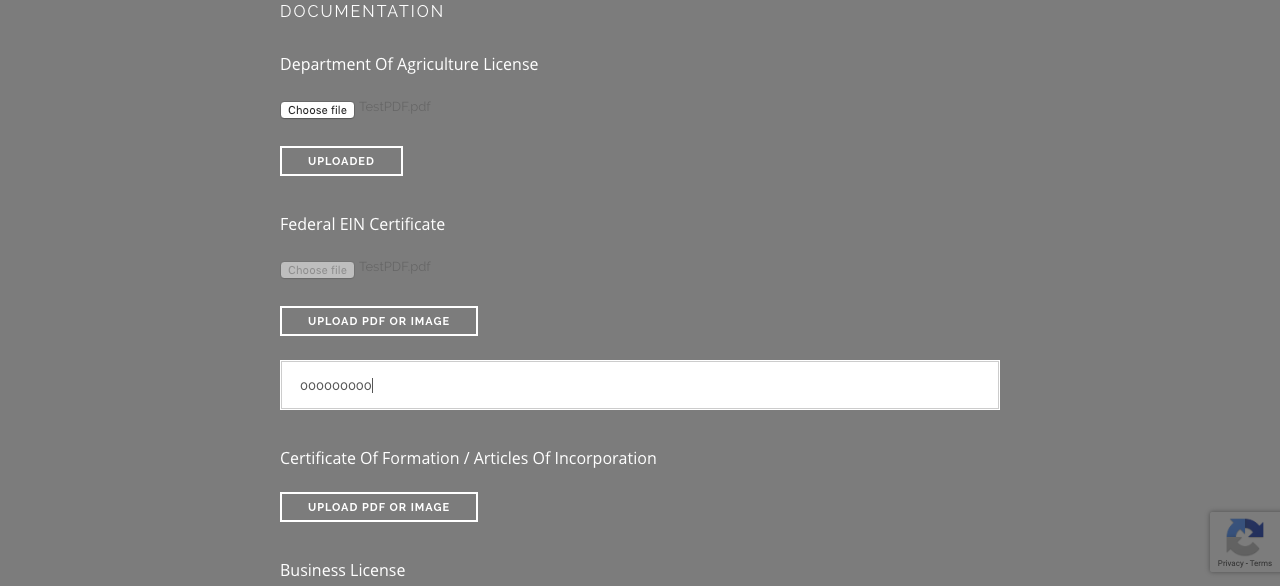 DOCUMENTATION
Department Of Agriculture License
Choose file TestPDF.pdf
UPLOADED
Federal EIN Certificate
Choose file TestPDF.pdf
UPLOAD PDF OR IMAGE
ooooooooo
Certificate Of Formation / Articles Of Incorporation
UPLOAD PDF OR IMAGE
Business License
Privacy - Terms